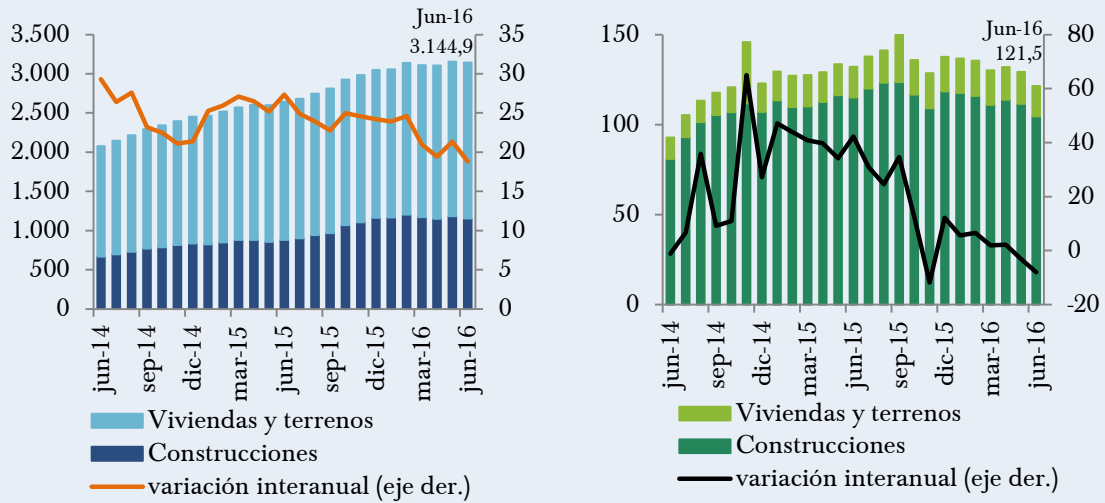 Jun-16
3.144,9
3.500
3.000
2.500
2.000
1.500
1.000
500
0
35
30
25
20
15
10
5
0
jun-14
sep-14
dic-14
mar-15
jun-15
sep-15
dic-15
mar-16
jun-16
Viviendas y terrenos
Construcciones
variación interanual (eje der.)
Jun-16
121,5
150
100
50
0
80
60
40
20
0
-20
jun-14
sep-14
dic-14
mar-15
jun-15
sep-15
dic-15
mar-16
jun-16
Viviendas y terrenos
Construcciones
variación interanual (eje der.)